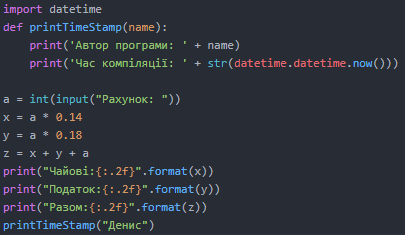 import datetime
def printTimeStamp(name):
    print('Автор програми: ' + name)
    print('Час компіляції: ' + str(datetime.datetime.now()))

a = int(input("Рахунок: "))
x = a * 0.14
y = a * 0.18
z = x + y + a
print("Чайові:{:.2f}".format(x))
print("Податок:{:.2f}".format(y))
print("Разом:{:.2f}".format(z))
printTimeStamp("Денис")